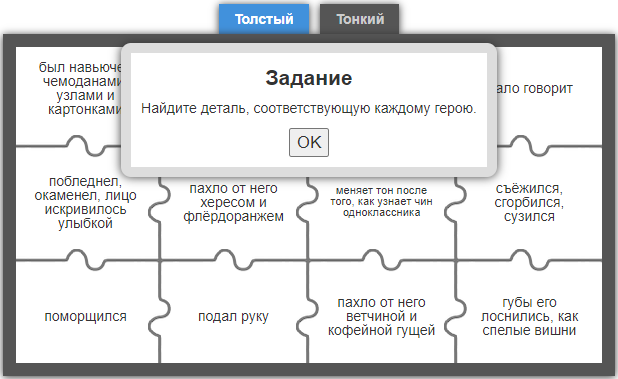 Толстый Тонкий
был навьючен
чемоданами
узлами и
картонками
Задание
Найдите деталь, соответствующую каждому герою.
OK
говорит
побледнел,
окаменел, лицо
искривилось
улыбкой
пахло от него
хересом и
флёрдоранжем
меняет тон после
того, как узнает чин
одноклассника
съёжился,
сгорбился,
сузился
поморщился
подал руку
пахло от него
ветчиной и
кофейной гущей
губы его
лоснились, как
спелые вишни